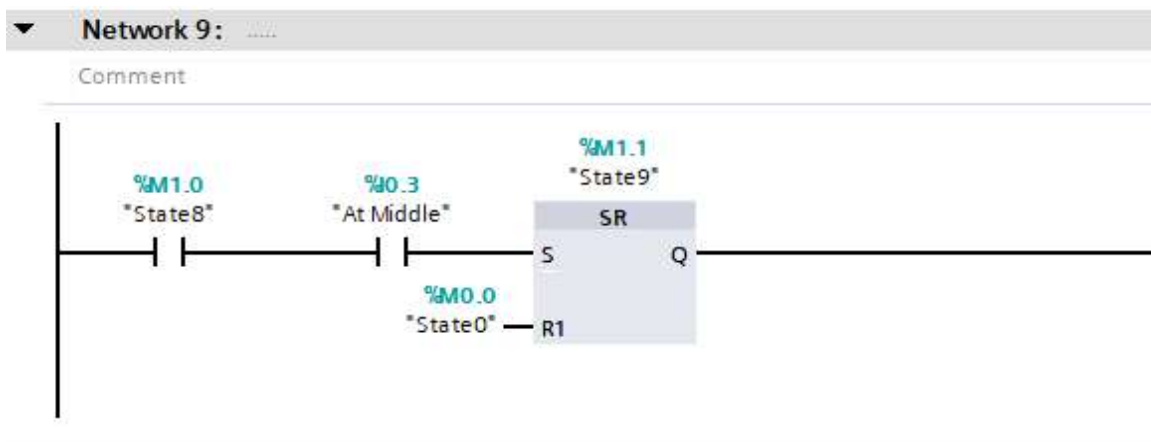 Network 9: .....
Comment
%M1.1
"State9"
%M1.0
"State8"
%I0.3
"At Middle"
SR
S
Q
%M0.0
"State0"
R1